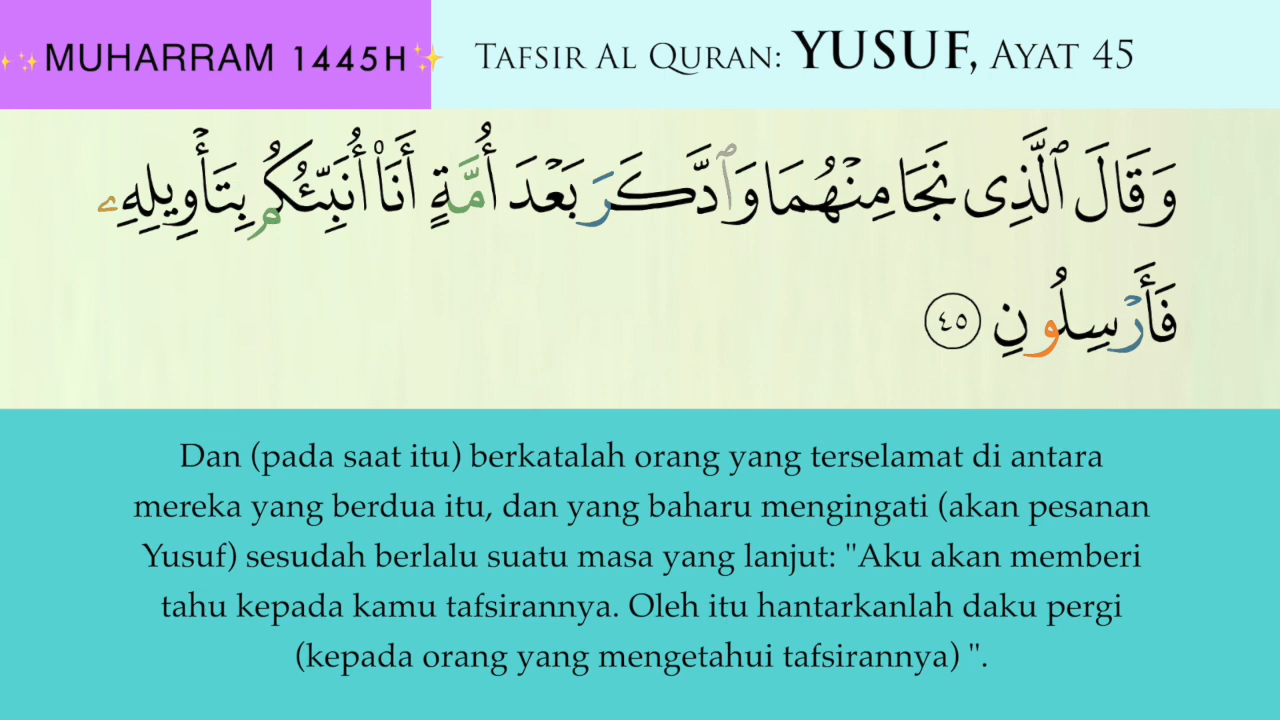 ✨MUHARRAM 1445H✨
TAFSIR AL QURAN: YUSUF, AYAT 45
وَقَالَ ٱلَّذِى نَجَا مِنْهُمَا وَٱدَّكَرَ بَعْدَ أُمَّةٍ أَنَا۠ أُنَبِّئُكُم بِتَأْوِيلِهِۦ
فَأَرْسِلُونِ ٤٥
Dan (pada saat itu) berkatalah orang yang terselamat di antara
mereka yang berdua itu, dan yang baharu mengingati (akan pesanan
Yusuf) sesudah berlalu suatu masa yang lanjut: "Aku akan memberi
tahu kepada kamu tafsirannya. Oleh itu hantarkanlah daku pergi
(kepada orang yang mengetahui tafsirannya) ".